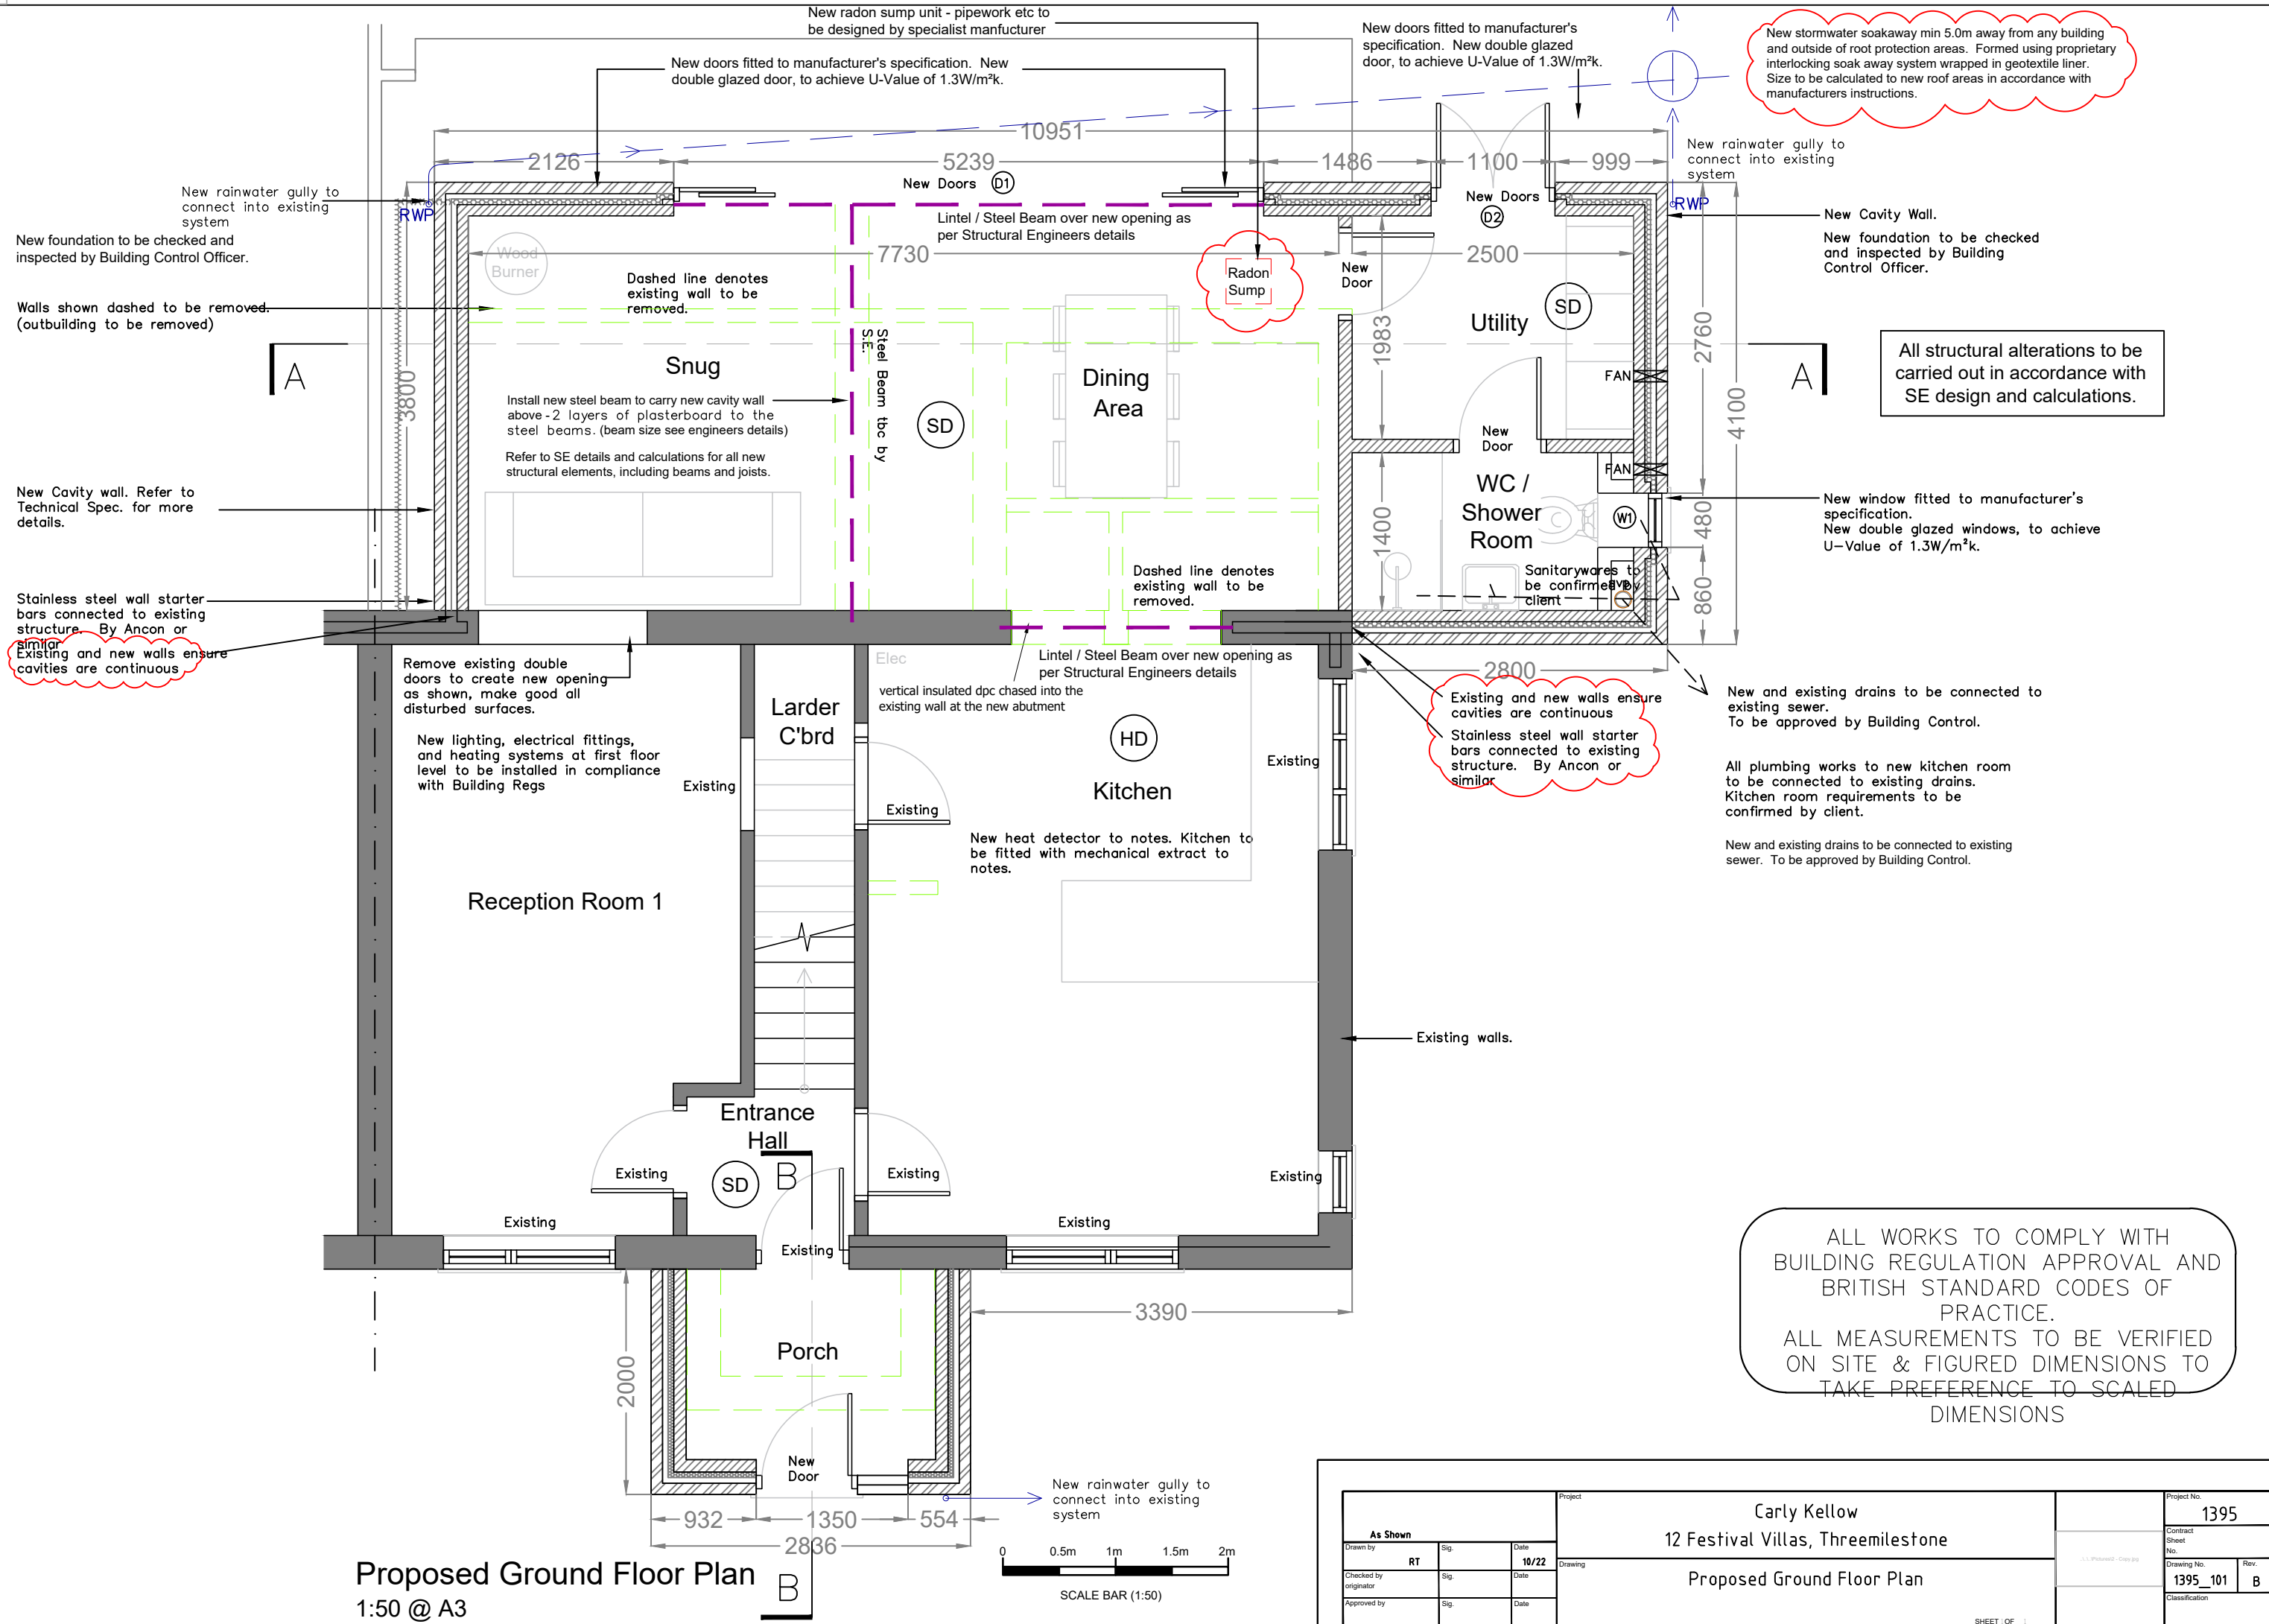 New radon sump unit - pipework etc to
be designed by specialist manfucturer
New doors fitted to manufacturer's specification.  New
double glazed door, to achieve U-Value of 1.3W/m²k.
New doors fitted to manufacturer's
specification.  New double glazed
door, to achieve U-Value of 1.3W/m²k.
New stormwater soakaway min 5.0m away from any building
and outside of root protection areas.  Formed using proprietary
interlocking soak away system wrapped in geotextile liner.
Size to be calculated to new roof areas in accordance with
manufacturers instructions.
10951
2126
5239
1486
1100
999
New rainwater gully to
connect into existing
system
New rainwater gully to
connect into existing
system
RWP
New Doors D1
New Doors
D2
RWP
New foundation to be checked and
inspected by Building Control Officer.
Lintel / Steel Beam over new opening as
per Structural Engineers details
New Cavity Wall.
New foundation to be checked
and inspected by Building
Control Officer.
Wood
Burner
7730
2500
Dashed line denotes
existing wall to be
removed.
Radon
Sump
New
Door
Walls shown dashed to be removed.
(outbuilding to be removed)
SD
Utility
1983
2760
Steel Beam tbc by
S.E.
A
A
3800
4100
Snug
Dining
Area
FAN
All structural alterations to be
carried out in accordance with
SE design and calculations.
Install new steel beam to carry new cavity wall
above - 2 layers of plasterboard to the
steel beams. (beam size see engineers details)
Refer to SE details and calculations for all new
structural elements, including beams and joists.
SD
New
Door
FAN
New Cavity wall. Refer to
Technical Spec. for more
details.
WC /
Shower
Room
W1
1400
480
860
New window fitted to manufacturer's
specification.
New double glazed windows, to achieve
U-Value of 1.3W/m²k.
Dashed line denotes
existing wall to be
removed.
Sanitarywares to
be confirmed by
client
Stainless steel wall starter
bars connected to existing
structure.  By Ancon or
similar
Existing and new walls ensure
cavities are continuous
Remove existing double
doors to create new opening
as shown, make good all
disturbed surfaces.
Elec
Lintel / Steel Beam over new opening as
per Structural Engineers details
vertical insulated dpc chased into the
existing wall at the new abutment
2800
Existing and new walls ensure
cavities are continuous
Stainless steel wall starter
bars connected to existing
structure.  By Ancon or
similar
New and existing drains to be connected to
existing sewer.
To be approved by Building Control.
Larder
C'brd
HD
Kitchen
New lighting, electrical fittings,
and heating systems at first floor
level to be installed in compliance
with Building Regs
Existing
Existing
Existing
All plumbing works to new kitchen room
to be connected to existing drains.
Kitchen room requirements to be
confirmed by client.
New and existing drains to be connected to existing
sewer.  To be approved by Building Control.
New heat detector to notes. Kitchen to
be fitted with mechanical extract to
notes.
Reception Room 1
Existing walls.
Entrance
Hall
SD
B
Existing
Existing
Existing
Existing
Existing
Existing
3390
Porch
2000
New
Door
ALL WORKS TO COMPLY WITH
BUILDING REGULATION APPROVAL AND
BRITISH STANDARD CODES OF
PRACTICE.
ALL MEASUREMENTS TO BE VERIFIED
ON SITE & FIGURED DIMENSIONS TO
TAKE PREFERENCE TO SCALED
DIMENSIONS
New rainwater gully to
connect into existing
system
932
1350
554
2836
0 0.5m 1m 1.5m 2m
SCALE BAR (1:50)
Proposed Ground Floor Plan
1:50 @ A3
B
As Shown
Drawn by
RT
Sig.
Date
10/22
Checked by
originator
Sig.
Date
Approved by
Sig.
Date
Project
Carly Kellow
12 Festival Villas, Threemilestone
Drawing
Proposed Ground Floor Plan
SHEET OF
Project No.
1395
Contract
Sheet
No.
Drawing No.
1395_101
Rev.
B
Classification